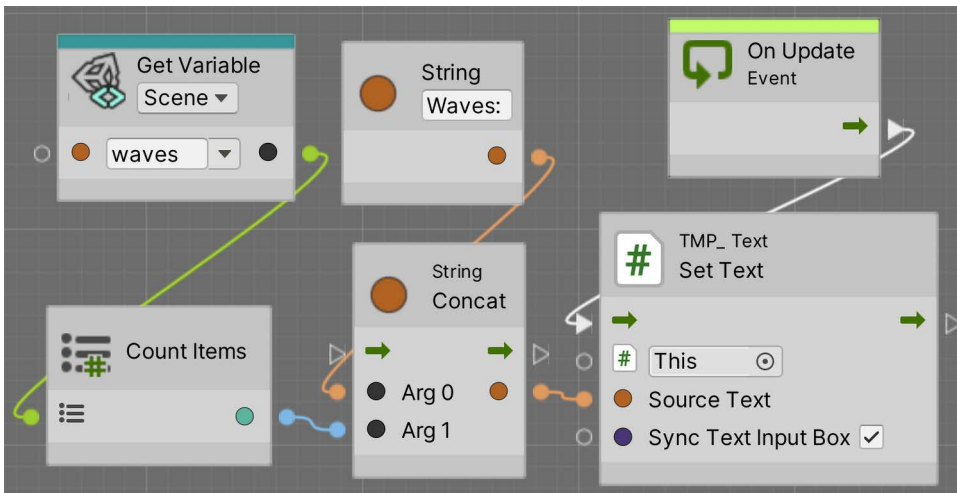 Get Variable
Scene
waves
String
Waves:
On Update
Event
Count Items
String
Concat
Arg 0
Arg 1
TMP_ Text
Set Text
#
#
This
Source Text
Sync Text Input Box